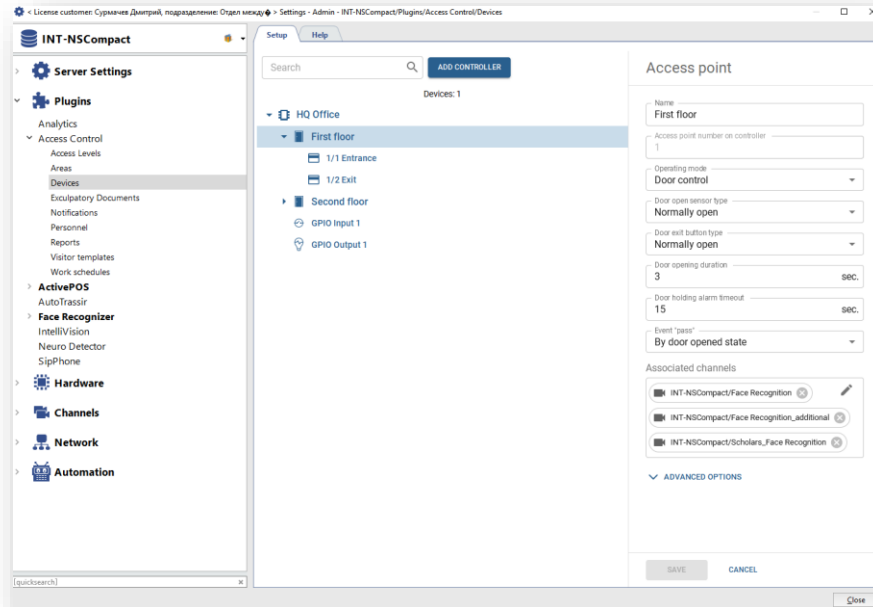 < License customer: Сурмачев Дмитрий, подразделение: Отдел между� > Settings - Admin - INT-NSCompact/Plugins/Access Control/Devices
INT-NSCompact
Server Settings
Plugins
Analytics
Access Control
Access Levels
Areas
Devices
Exculpatory Documents
Notifications
Personnel
Reports
Visitor templates
Work schedules
ActivePOS
AutoTrassir
Face Recognizer
IntelliVision
Neuro Detector
SipPhone
Hardware
Channels
Network
Automation
[quicksearch]
Setup
Help
Search
ADD CONTROLLER
Devices: 1
HQ Office
First floor
1/1 Entrance
1/2 Exit
Second floor
GPIO Input 1
GPIO Output 1
Access point
Name
First floor
Access point number on controller
1
Operating mode
Door control
Door open sensor type
Normally open
Door exit button type
Normally open
Door opening duration
3 sec.
Door holding alarm timeout
15 sec.
Event "pass"
By door opened state
Associated channels
INT-NSCompact/Face Recognition
INT-NSCompact/Face Recognition_additional
INT-NSCompact/Scholars_Face Recognition
ADVANCED OPTIONS
SAVE
CANCEL
Close